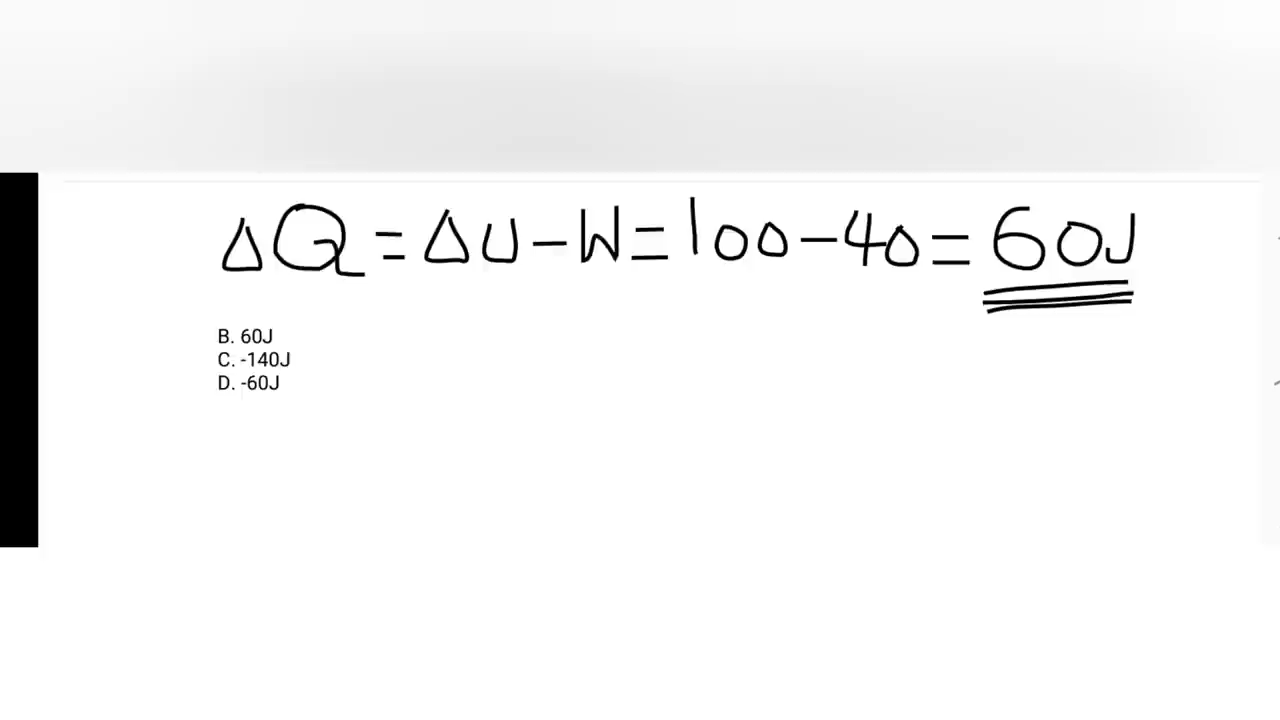 ΔQ = ΔU - W = 100 - 40 = 60J
B. 60J
C. -140J
D. -60J